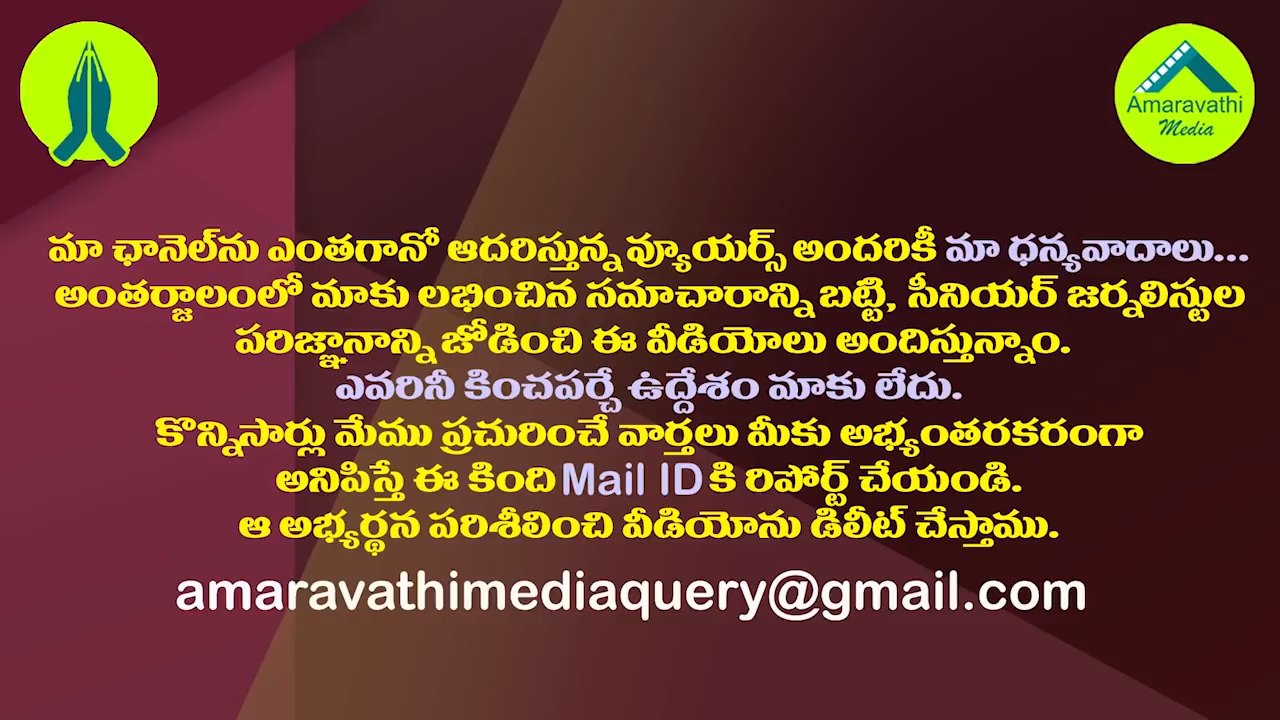 Amaravathi
Media
మా ఛానెల్‌ను ఎంతగానో ఆదరిస్తున్న వ్యూయర్స్ అందరికీ మా ధన్యవాదాలు...
అంతర్జాలంలో మాకు లభించిన సమాచారాన్ని బట్టి, సీనియర్ జర్నలిస్టుల
పరిజ్ఞానాన్ని జోడించి ఈ వీడియోలు అందిస్తున్నాం.
ఎవరినీ కించపర్చే ఉద్దేశం మాకు లేదు.
కొన్నిసార్లు మేము ప్రచురించే వార్తలు మీకు అభ్యంతరకరంగా
అనిపిస్తే ఈ కింది Mail ID కి రిపోర్ట్ చేయండి.
ఆ అభ్యర్థన పరిశీలించి వీడియోను డిలీట్ చేస్తాము.
amaravathimediaquery@gmail.com